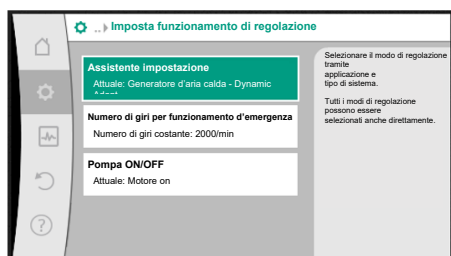 .. Imposta funzionamento di regolazione
Assistente impostazione
Attuale: Generatore d'aria calda - Dynamic
Numero di giri per funzionamento d'emergenza
Numero di giri costante: 2000/min
Pompa ON/OFF
Attuale: Motore on
Selezionare il modo di regolazione
tramite
applicazione e
tipo di sistema.
Tutti i modi di regolazione
possono essere
selezionati anche direttamente.
?